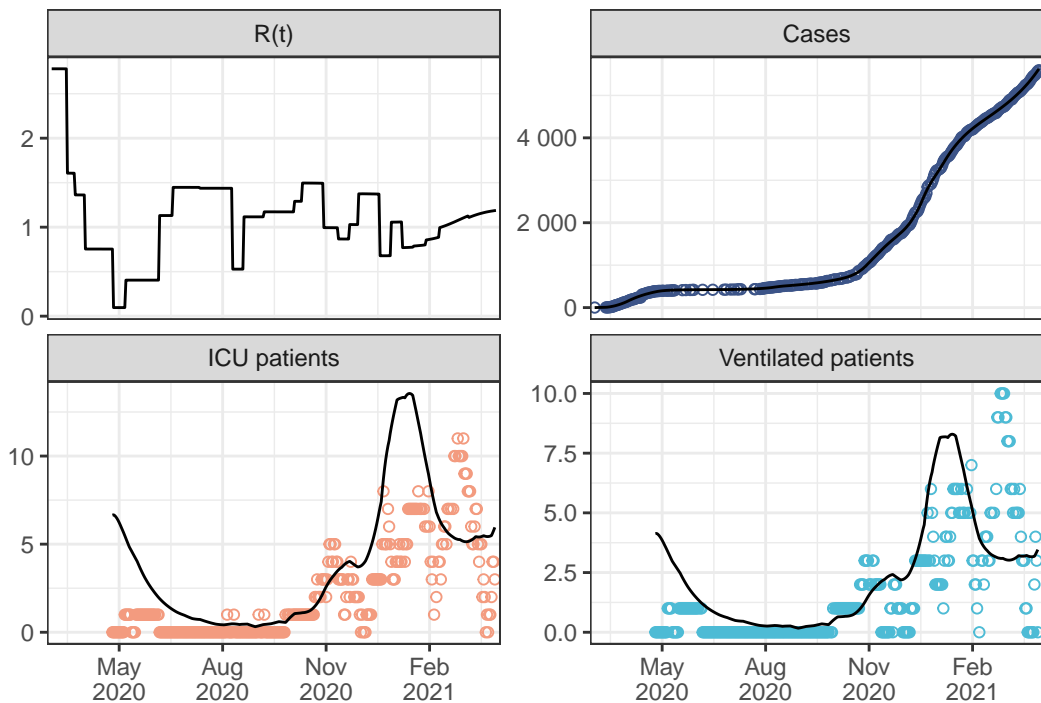 R(t)
Cases
2
1
0
4 000
2 000
0
ICU patients
Ventilated patients
10
5
0
10.0
7.5
5.0
2.5
0.0
May Aug Nov Feb
2020 2020 2020 2021
May Aug Nov Feb
2020 2020 2020 2021